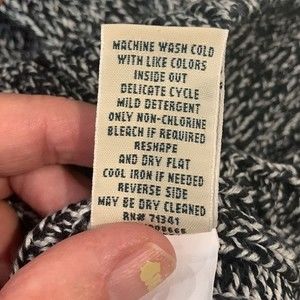 MACHINE WASH COLD
WITH LIKE COLORS
INSIDE OUT
DELICATE CYCLE
MILD DETERGENT
ONLY NON-CHLORINE
BLEACH IF REQUIRED
RESHAPE
AND DRY FLAT
COOL IRON IF NEEDED
REVERSE SIDE
MAY BE DRY CLEANED
RN# 71341